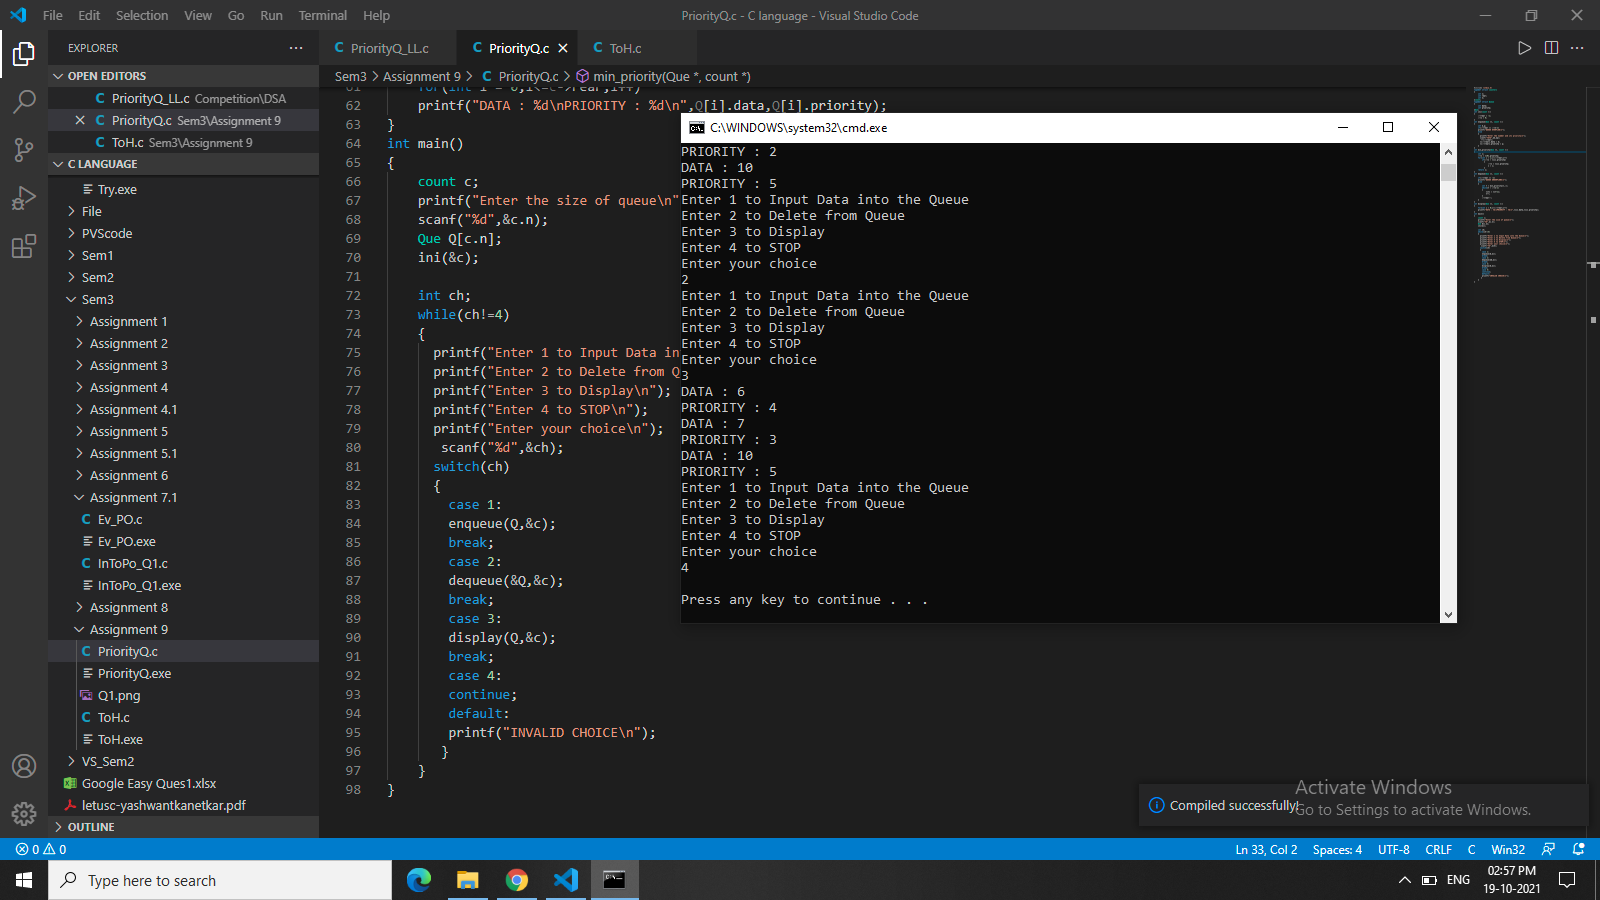 File Edit Selection View Go Run Terminal Help
PriorityQ.c - C language - Visual Studio Code
EXPLORER
OPEN EDITORS
PriorityQ_LL.c Competition\DSA
PriorityQ.c Sem3\Assignment 9
ToH.c Sem3\Assignment 9
C LANGUAGE
Try.exe
File
PVScode
Sem1
Sem2
Sem3
Assignment 1
Assignment 2
Assignment 3
Assignment 4
Assignment 4.1
Assignment 5
Assignment 5.1
Assignment 6
Assignment 7.1
Ev_PO.c
Ev_PO.exe
InToPo_Q1.c
InToPo_Q1.exe
Assignment 8
Assignment 9
PriorityQ.c
PriorityQ.exe
Q1.png
ToH.c
ToH.exe
VS_Sem2
Google Easy Ques1.xlsx
letusc-yashwantkanetkar.pdf
OUTLINE
PriorityQ_LL.c PriorityQ.c ToH.c
Sem3 > Assignment 9 > C PriorityQ.c > min_priority(Que *, count *)
61 for(int i = 0;i<=c->rear;i++)
62 printf("DATA : %d\nPRIORITY : %d\n",Q[i].data,Q[i].priority);
63 }
64 int main()
65 {
66 count c;
67 printf("Enter the size of queue\n"
68 scanf("%d",&c.n);
69 Que Q[c.n];
70 ini(&c);
71
72 int ch;
73 while(ch!=4)
74 {
75 printf("Enter 1 to Input Data in
76 printf("Enter 2 to Delete from Q
77 printf("Enter 3 to Display\n");
78 printf("Enter 4 to STOP\n");
79 printf("Enter your choice\n");
80 scanf("%d",&ch);
81 switch(ch)
82 {
83 case 1:
84 enqueue(Q,&c);
85 break;
86 case 2:
87 dequeue(&Q,&c);
88 break;
89 case 3:
90 display(Q,&c);
91 break;
92 case 4:
93 continue;
94 default:
95 printf("INVALID CHOICE\n");
96 }
97 }
98 }
C:\WINDOWS\system32\cmd.exe
PRIORITY : 2
DATA : 10
PRIORITY : 5
Enter 1 to Input Data into the Queue
Enter 2 to Delete from Queue
Enter 3 to Display
Enter 4 to STOP
Enter your choice
2
Enter 1 to Input Data into the Queue
Enter 2 to Delete from Queue
Enter 3 to Display
Enter 4 to STOP
Enter your choice
3
DATA : 6
PRIORITY : 4
DATA : 7
PRIORITY : 3
DATA : 10
PRIORITY : 5
Enter 1 to Input Data into the Queue
Enter 2 to Delete from Queue
Enter 3 to Display
Enter 4 to STOP
Enter your choice
4
Press any key to continue . . .
Activate Windows
Go to Settings to activate Windows.
Compiled successfully!
0 0
Ln 33, Col 2 Spaces: 4 UTF-8 CRLF C Win32
Type here to search
ENG
02:57 PM
19-10-2021